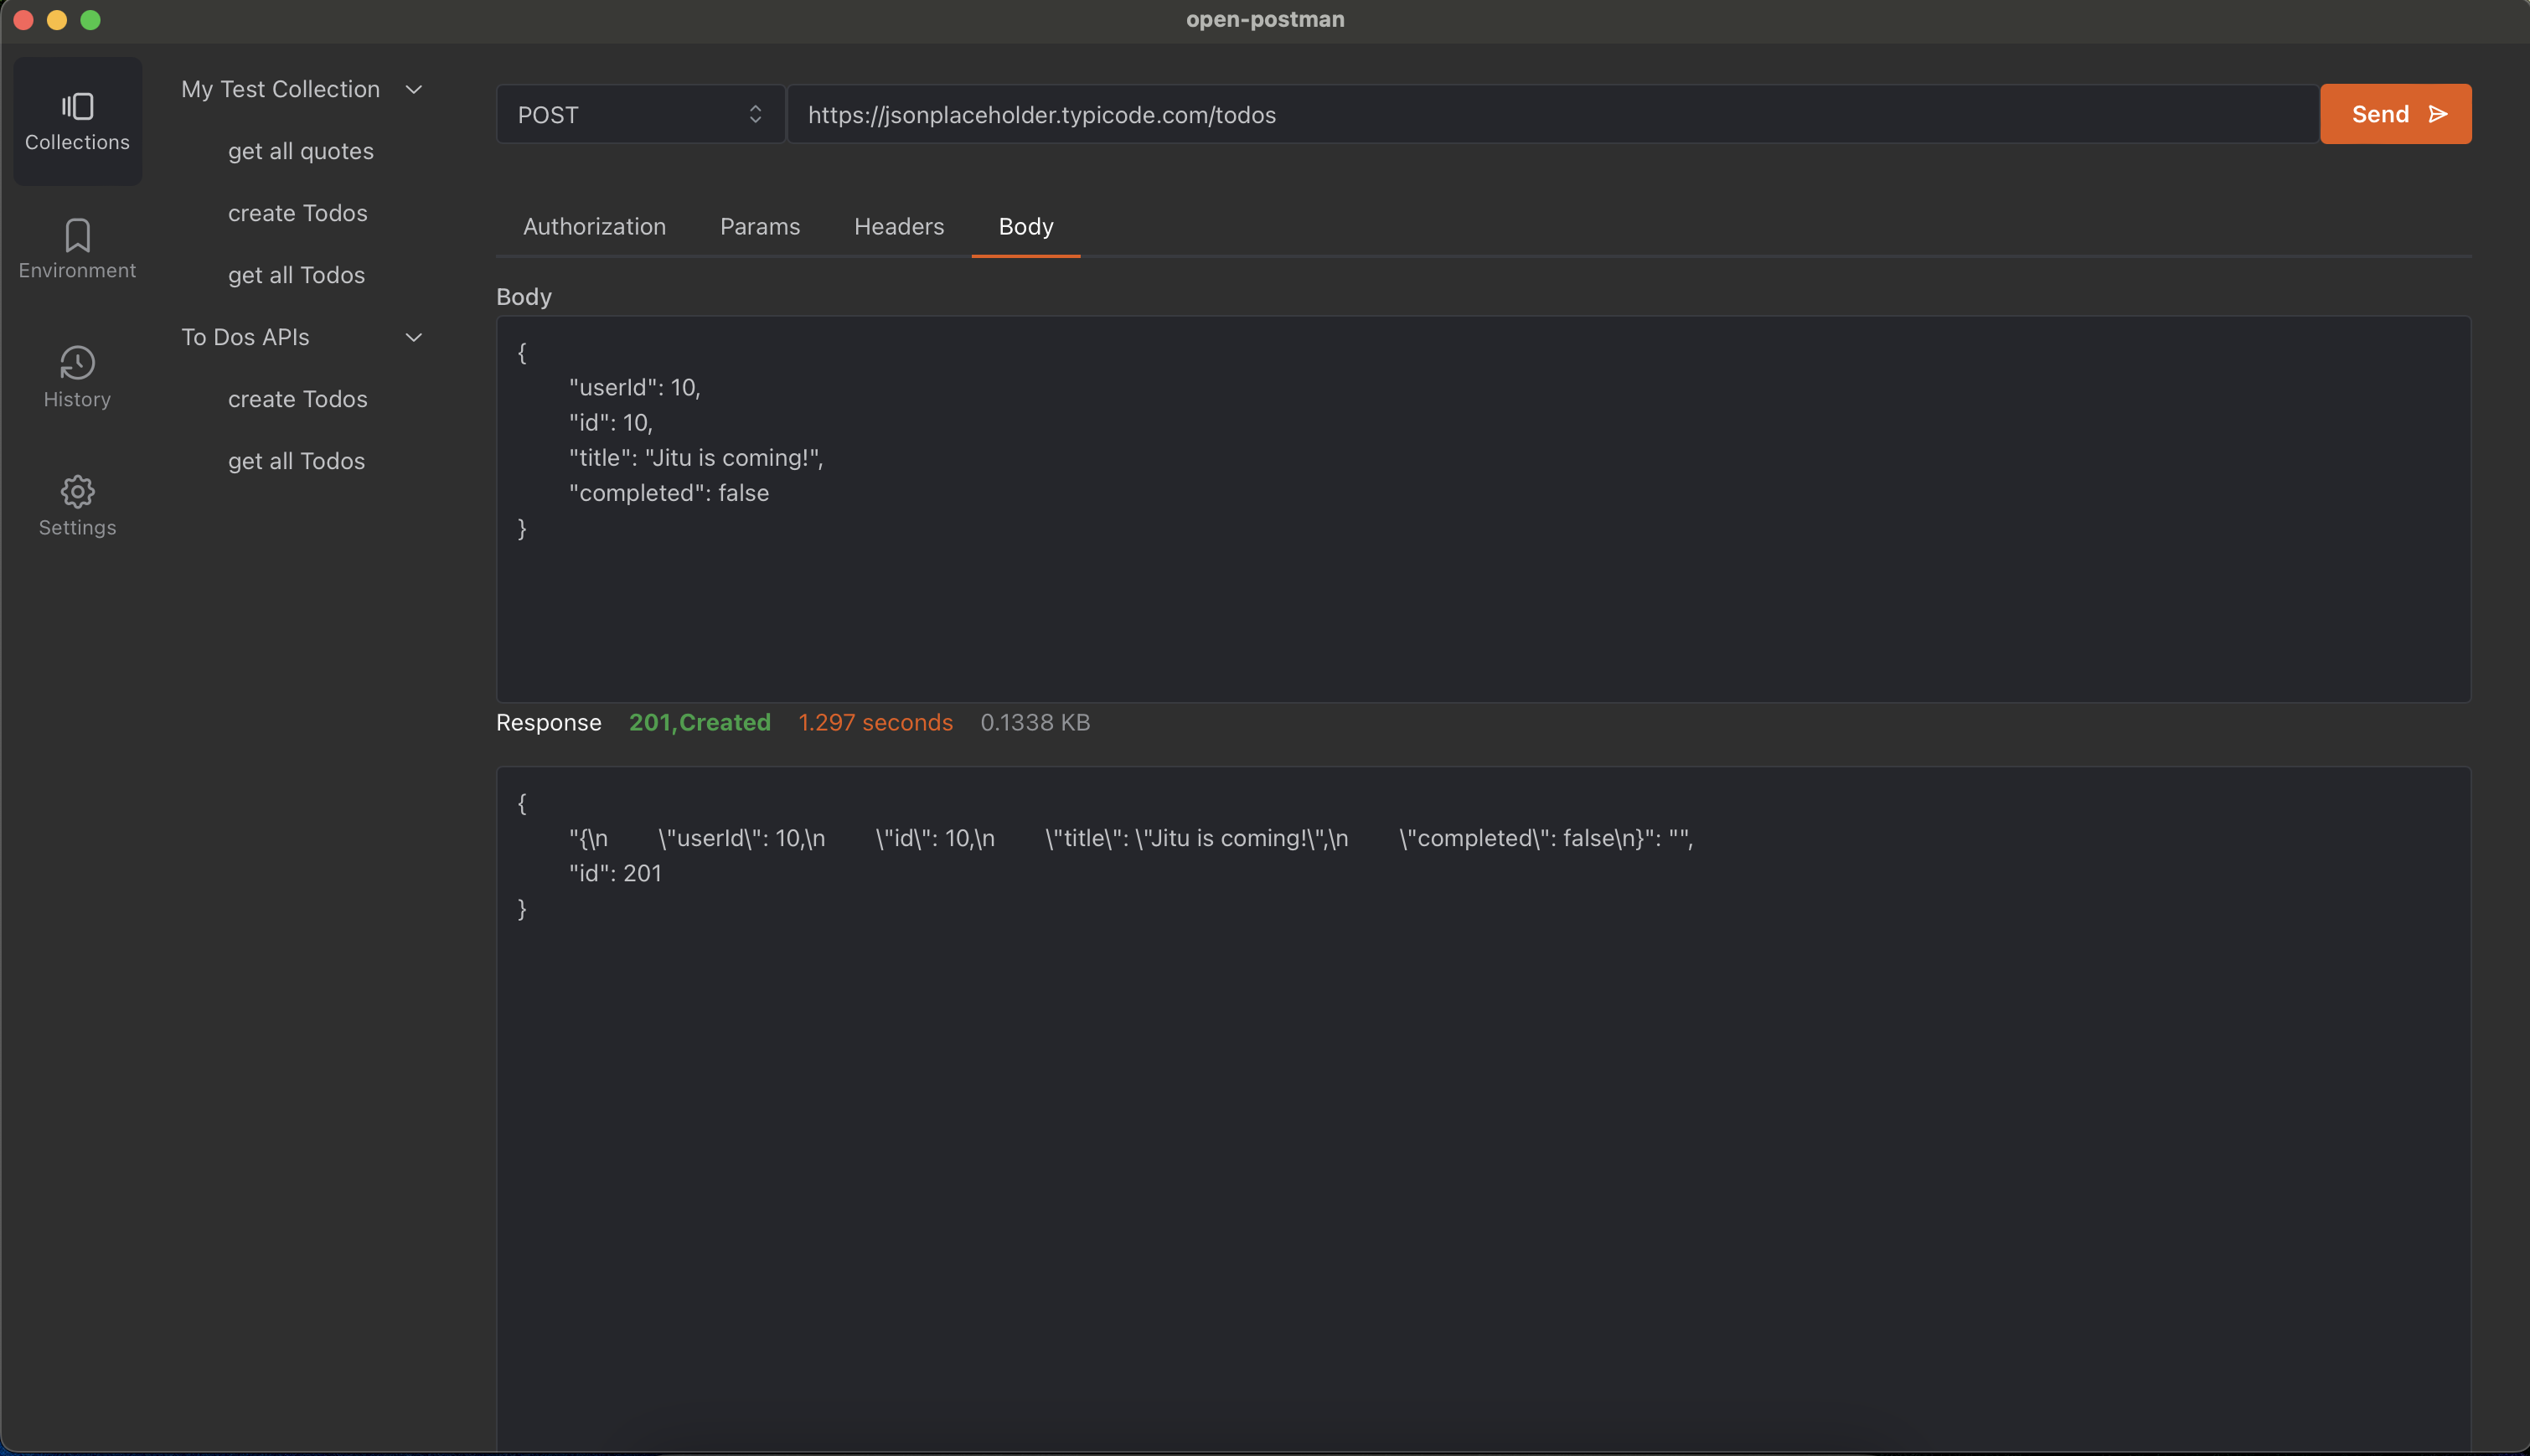 open-postman
Collections
Environment
History
Settings
My Test Collection
get all quotes
create Todos
get all Todos
To Dos APIs
create Todos
get all Todos
POST
https://jsonplaceholder.typicode.com/todos
Send
Authorization Params Headers Body
Body
{
"userId": 10,
"id": 10,
"title": "Jitu is coming!",
"completed": false
}
Response 201,Created 1.297 seconds 0.1338 KB
{
"{\n \"userId\": 10,\n \"id\": 10,\n \"title\": \"Jitu is coming!\",\n \"completed\": false\n}": "",
"id": 201
}